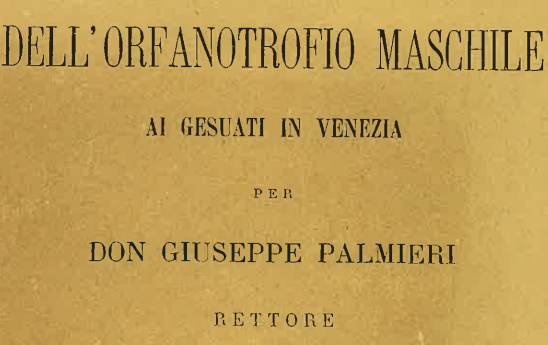 DELL'ORFANOTROFIO MASCHILE
AI GESUATI IN VENEZIA
PER
DON GIUSEPPE PALMIERI
RETTORE